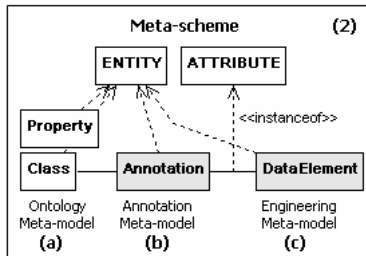 Meta-scheme (2)
ENTITY ATTRIBUTE
Property
<<instanceof>>
Class Annotation DataElement
Ontology Annotation Engineering
Meta-model Meta-model Meta-model
(a) (b) (c)